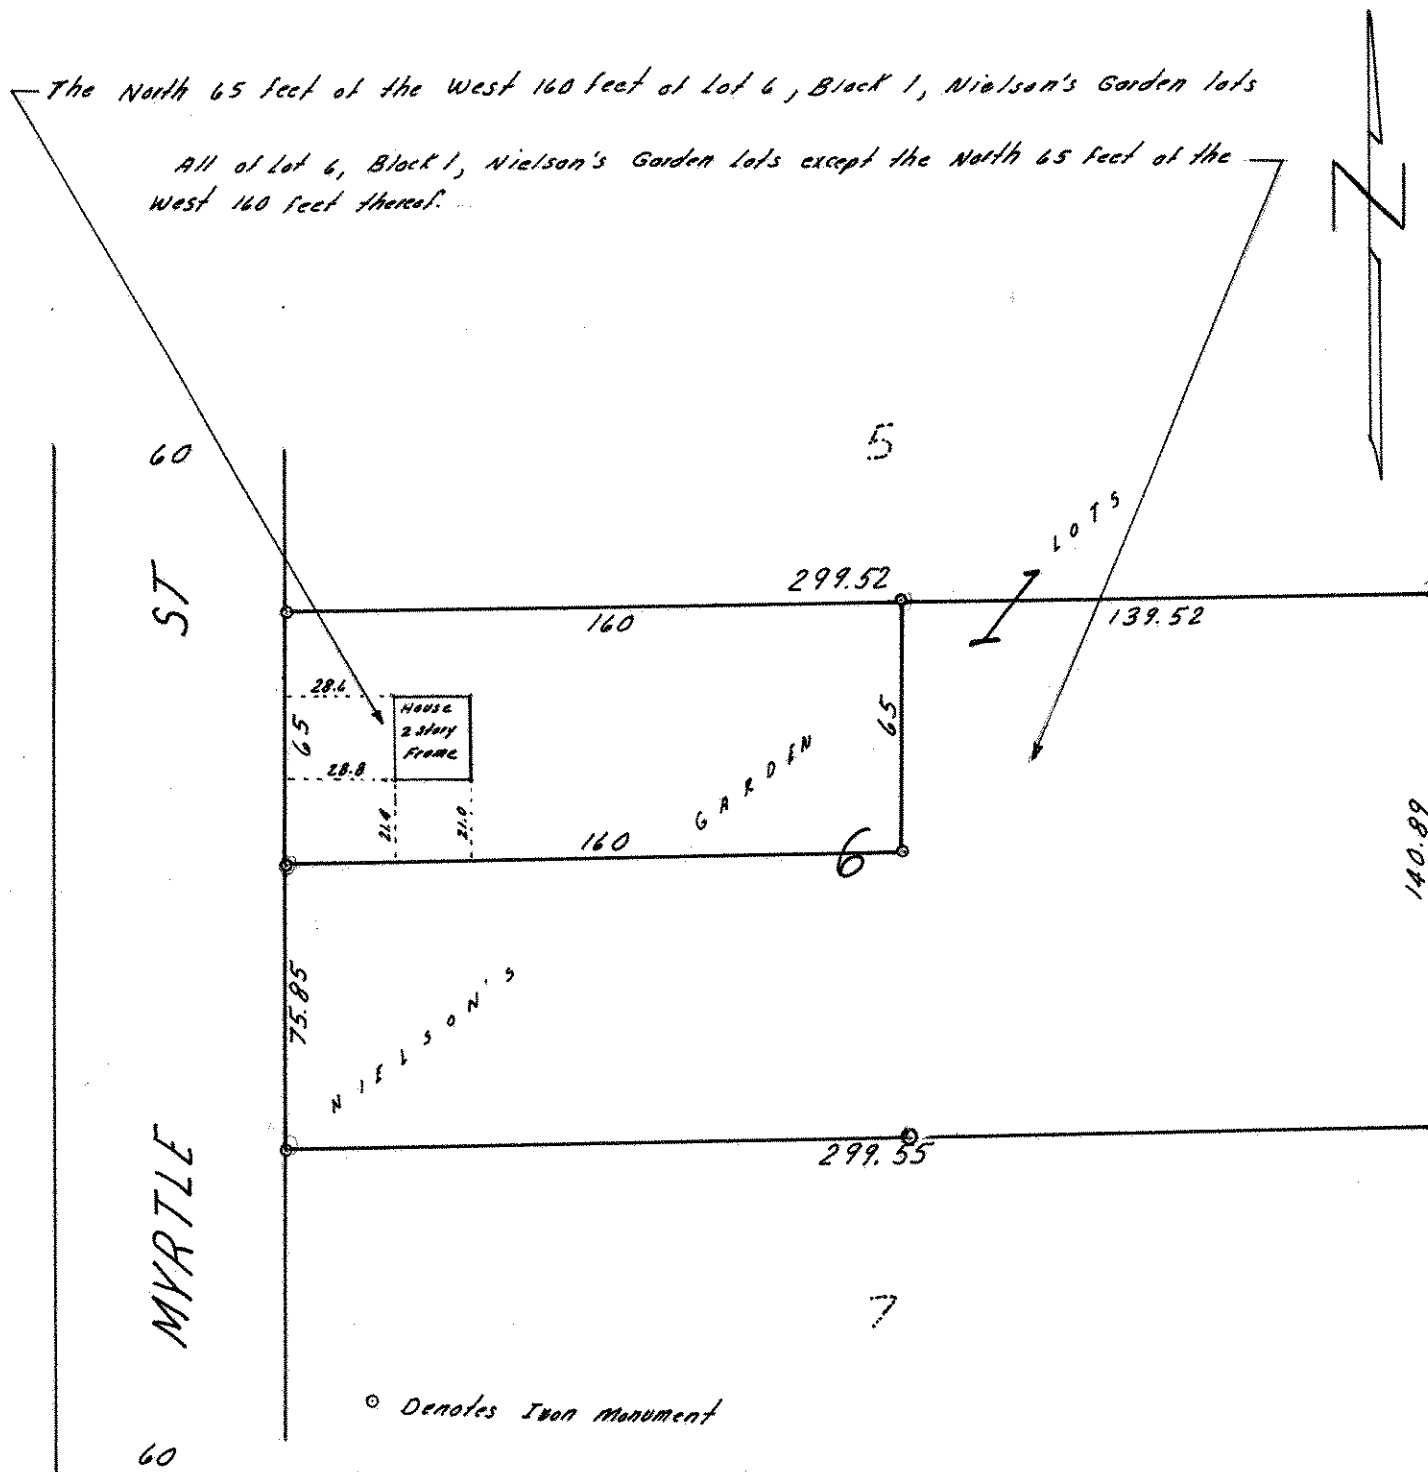 The North 65 feet of the West 160 feet of Lot 6, Block 1, Nielson's Garden lots
All of Lot 6, Block 1, Nielson's Garden lots except the North 65 feet of the
West 160 feet thereof.
N
60
5
ST
LOTS
299.52
1
160
139.52
28.6
House
2 story
Frame
65
65
28.8
GARDEN
21.4
21.0
160
6
140.89
75.85
NIELSON'S
299.55
MYRTLE
7
Denotes Iron Monument
60